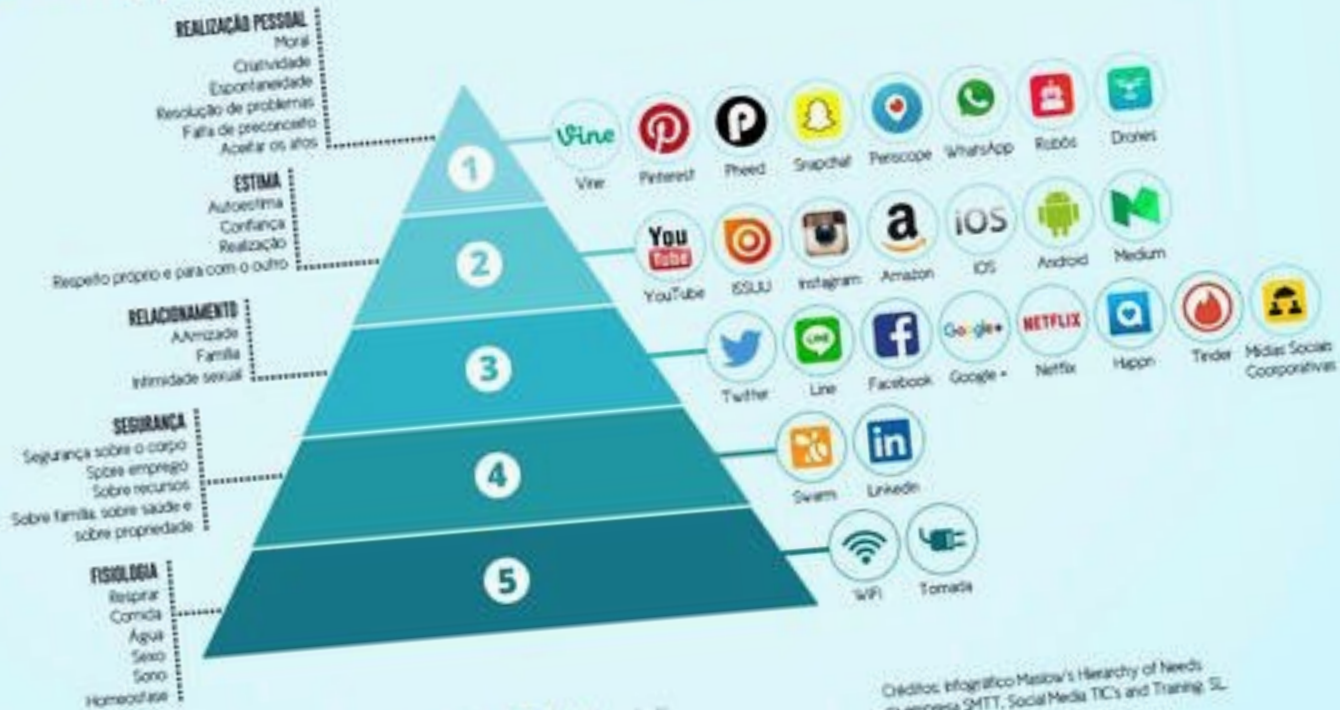 REALIZAÇÃO PESSOAL
Moral
Criatividade
Espontaneidade
Resolução de problemas
Falta de preconceito
Aceitar os atos
ESTIMA
Autoestima
Confiança
Realização
Respeito próprio e para com o outro
RELACIONAMENTO
AAmizade
Família
Intimidade sexual
SEGURANÇA
Segurança sobre o corpo
Sobre emprego
Sobre recursos
Sobre família, sobre saúde e
sobre propriedade
FISIOLOGIA
Respirar
Comida
Água
Sexo
Sono
Homeostase
1
2
3
4
5
Vine
Vine
Pinterest
Pheed
Snapchat
Periscope
WhatsApp
Robôs
Drones
You
Tube
YouTube
ISSUU
Instagram
a
Amazon
iOS
iOS
Android
Medium
Twitter
LINE
Line
f
Facebook
Google+
Google +
NETFLIX
Netflix
Happn
Tinder
Mídias Sociais
Coorporativas
Swarm
in
Linkedin
WiFi
Tomada
Créditos: Infográfico Maslow's Hierarchy of Needs
empresa SMTT, Social Media TIC's and Training, SL